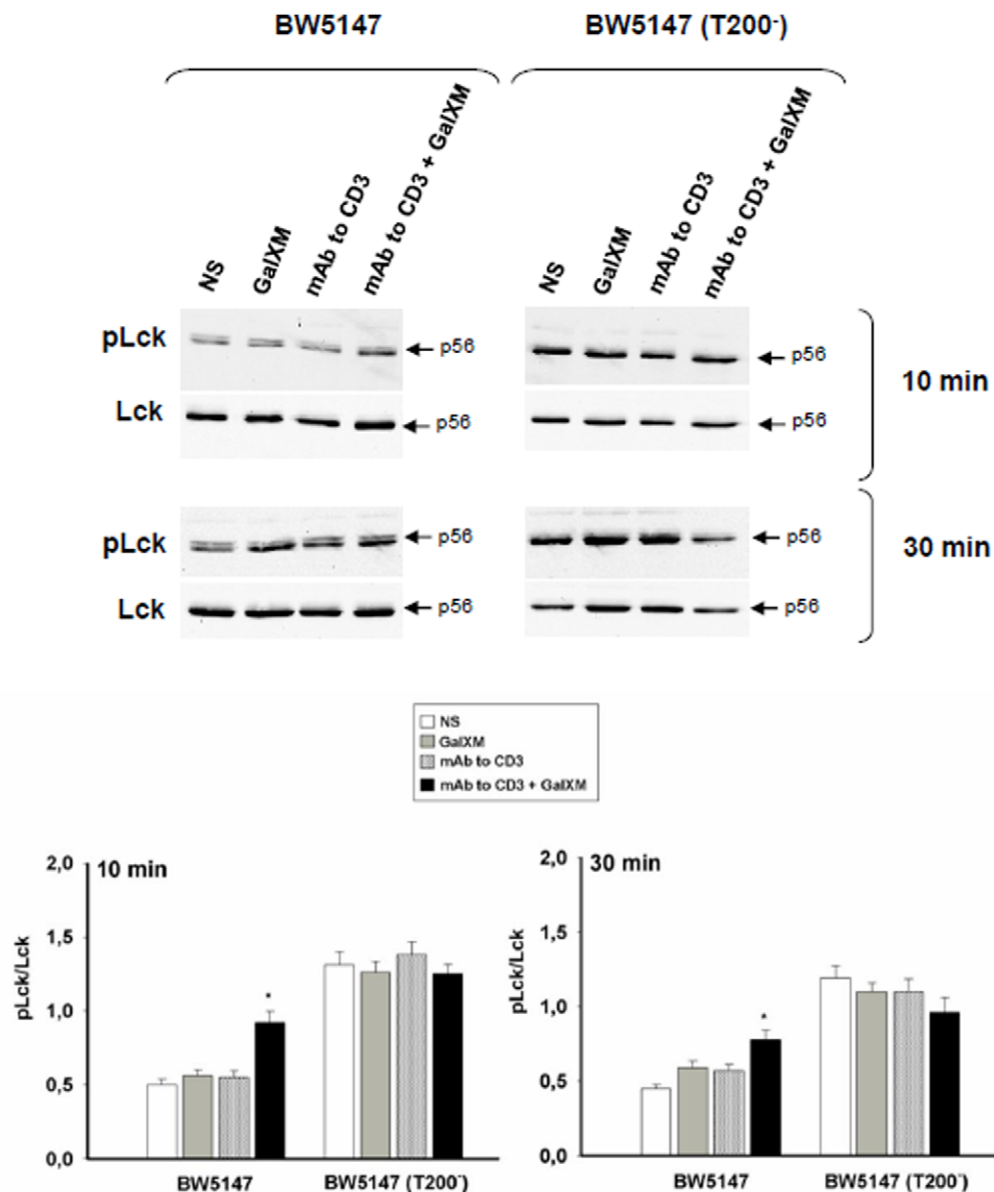 BW5147 BW5147 (T200⁻)
NS GalXM mAb to CD3 mAb to CD3 + GalXM NS GalXM mAb to CD3 mAb to CD3 + GalXM
pLck p56 p56
10 min
Lck p56 p56
pLck p56 p56
30 min
Lck p56 p56
NS
GalXM
mAb to CD3
mAb to CD3 + GalXM
10 min
2,0
1,5
1,0
0,5
0,0
pLck/Lck
*
BW5147 BW5147 (T200⁻)
30 min
2,0
1,5
1,0
0,5
0,0
pLck/Lck
*
BW5147 BW5147 (T200⁻)